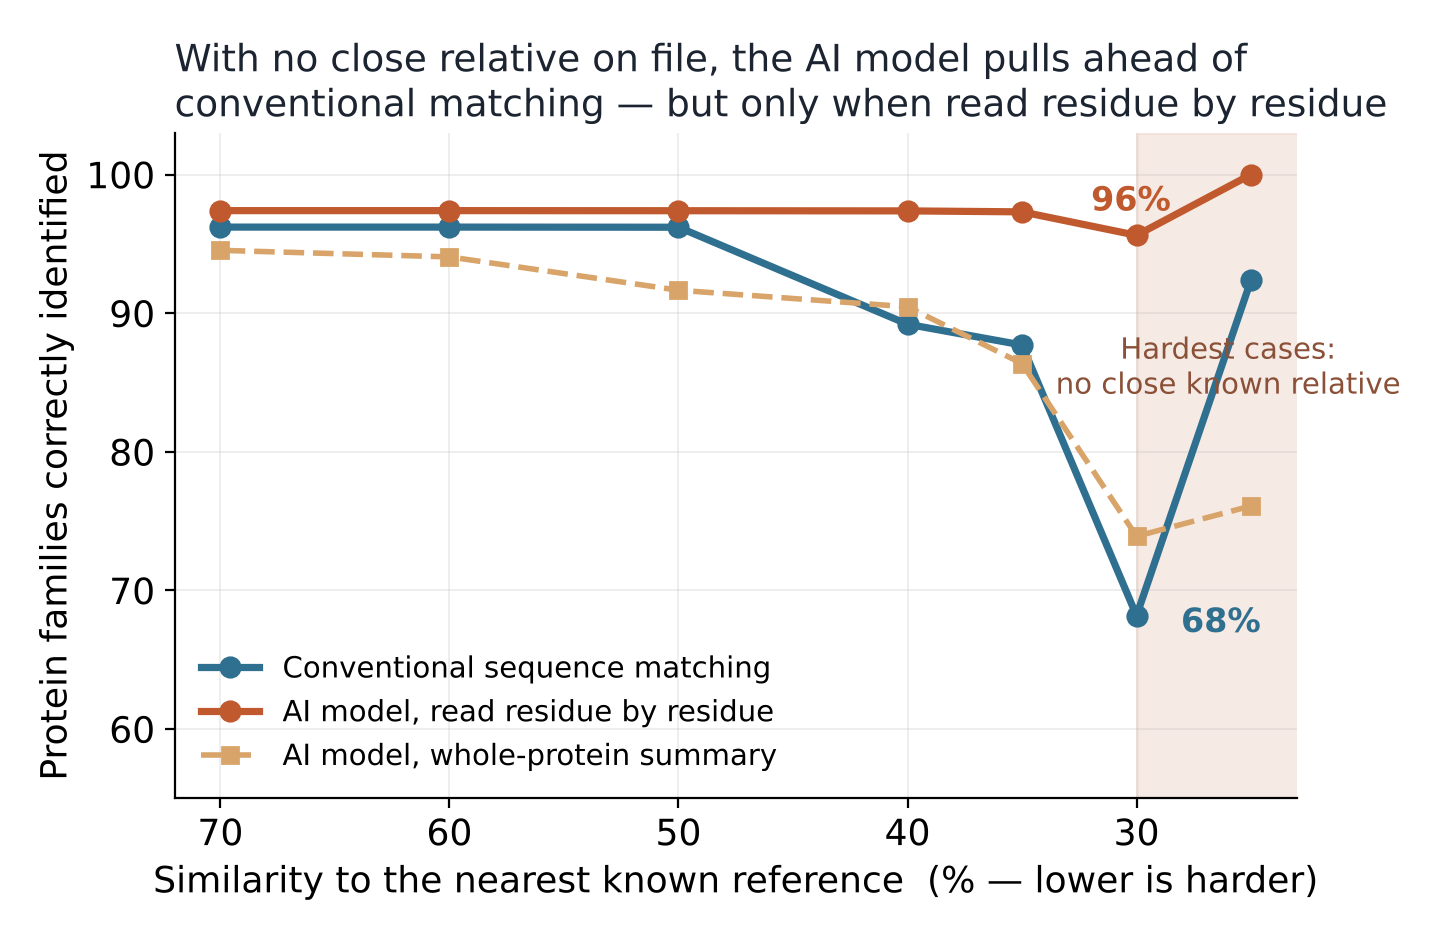 With no close relative on file, the AI model pulls ahead of
conventional matching — but only when read residue by residue
Protein families correctly identified
100
90
80
70
60
96%
Hardest cases:
no close known relative
68%
Conventional sequence matching
AI model, read residue by residue
AI model, whole-protein summary
70 60 50 40 30
Similarity to the nearest known reference (% — lower is harder)